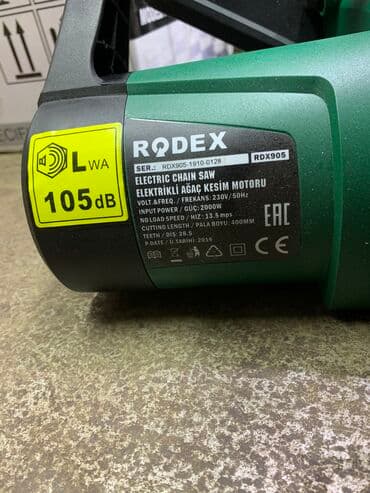 RODEX
SER.: RDX905-1910-0128
RDX905
ELECTRIC CHAIN SAW
ELEKTRİKLİ AĞAÇ KESİM MOTORU
VOLT.&FREQ. / FREKANS: 230V/50Hz
INPUT POWER / GÜÇ: 2000W
NO LOAD SPEED / HIZ: 13.5 mps
CUTTING LENGTH / PALA BOYU: 400MM
TEETH / DİŞ: 28.5
P.DATE / Ü.TARİHİ: 2019
EAC
CE
LWA
105dB